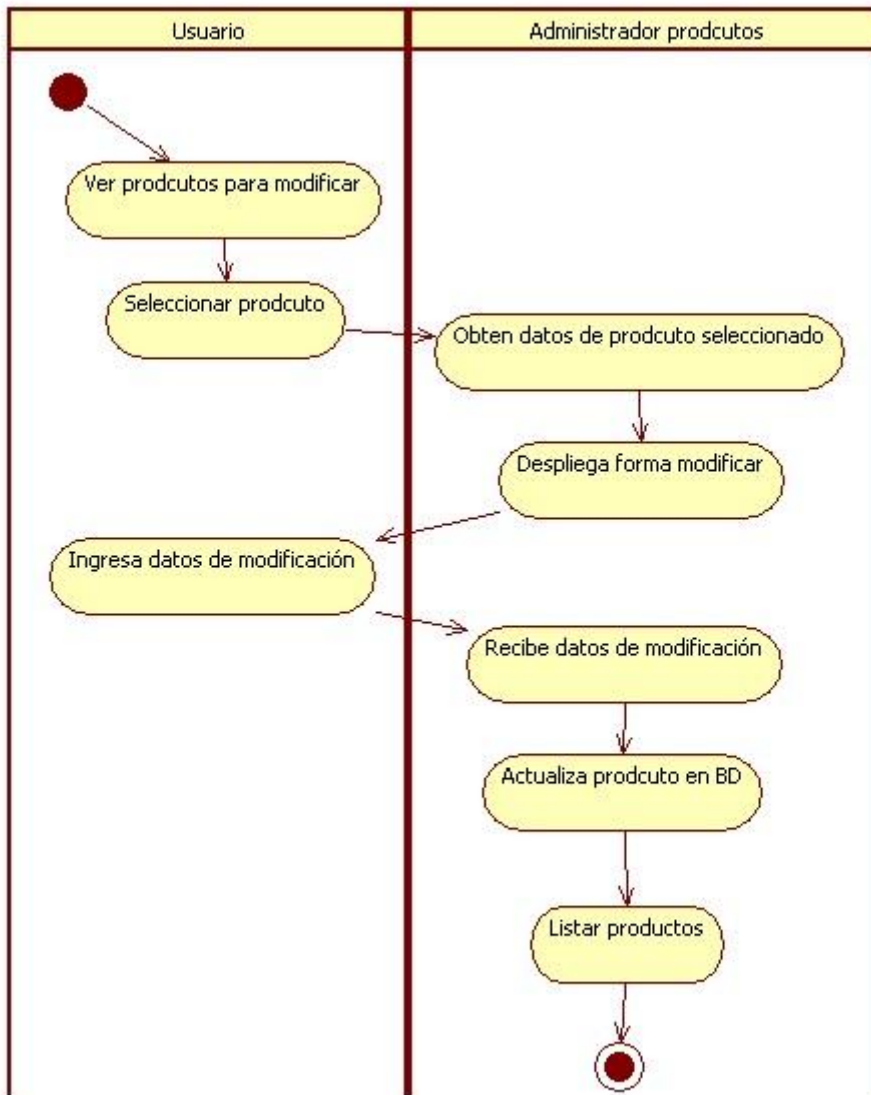 Usuario
Administrador prodcutos
Ver prodcutos para modificar
Seleccionar prodcuto
Obten datos de prodcuto seleccionado
Despliega forma modificar
Ingresa datos de modificación
Recibe datos de modificación
Actualiza prodcuto en BD
Listar productos